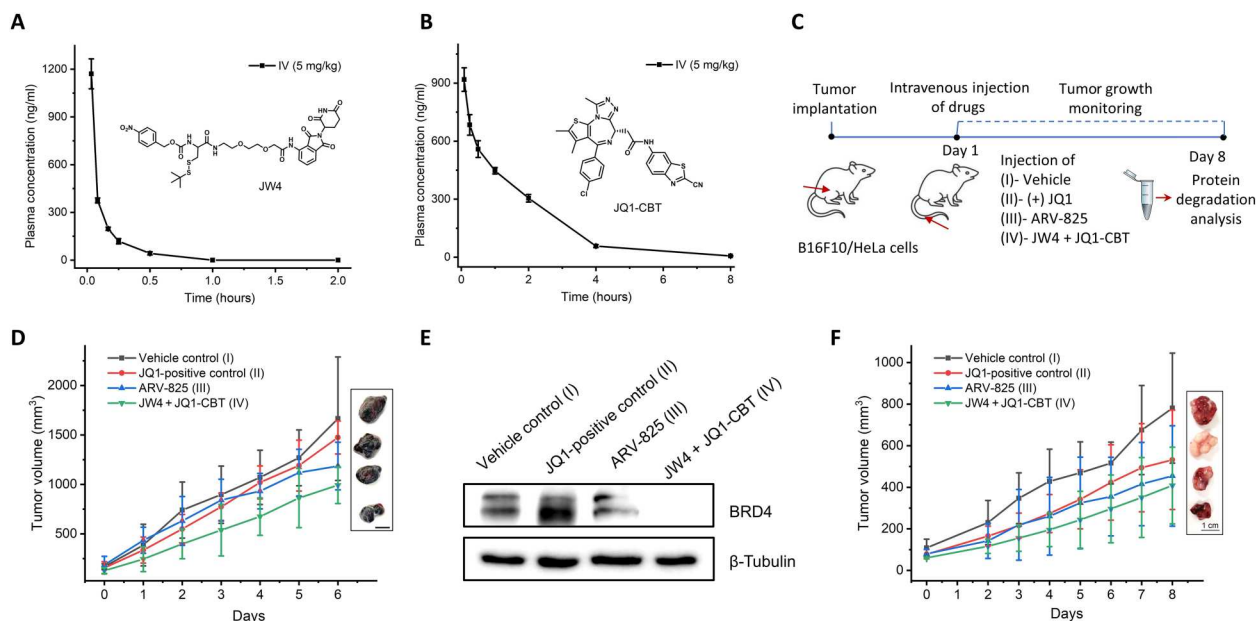 A
Plasma concentration (ng/ml)
1200
900
600
300
0
0.0
0.5
1.0
1.5
2.0
Time (hours)
IV (5 mg/kg)
JW4
B
Plasma concentration (ng/ml)
900
600
300
0
0
2
4
6
8
Time (hours)
IV (5 mg/kg)
JQ1-CBT
C
Tumor
implantation
Intravenous injection
of drugs
Tumor growth
monitoring
Day 1
Day 8
B16F10/HeLa cells
Injection of
(I)- Vehicle
(II)- (+) JQ1
(III)- ARV-825
(IV)- JW4 + JQ1-CBT
Protein
degradation
analysis
D
Tumor volume (mm³)
2000
1500
1000
500
0
1
2
3
4
5
6
Days
Vehicle control (I)
JQ1-positive control (II)
ARV-825 (III)
JW4 + JQ1-CBT (IV)
E
Vehicle control (I)
JQ1-positive control (II)
ARV-825 (III)
JW4 + JQ1-CBT (IV)
BRD4
β-Tubulin
F
Tumor volume (mm³)
1000
800
600
400
200
0
0
1
2
3
4
5
6
7
8
Days
Vehicle control (I)
JQ1-positive control (II)
ARV-825 (III)
JW4 + JQ1-CBT (IV)
1 cm